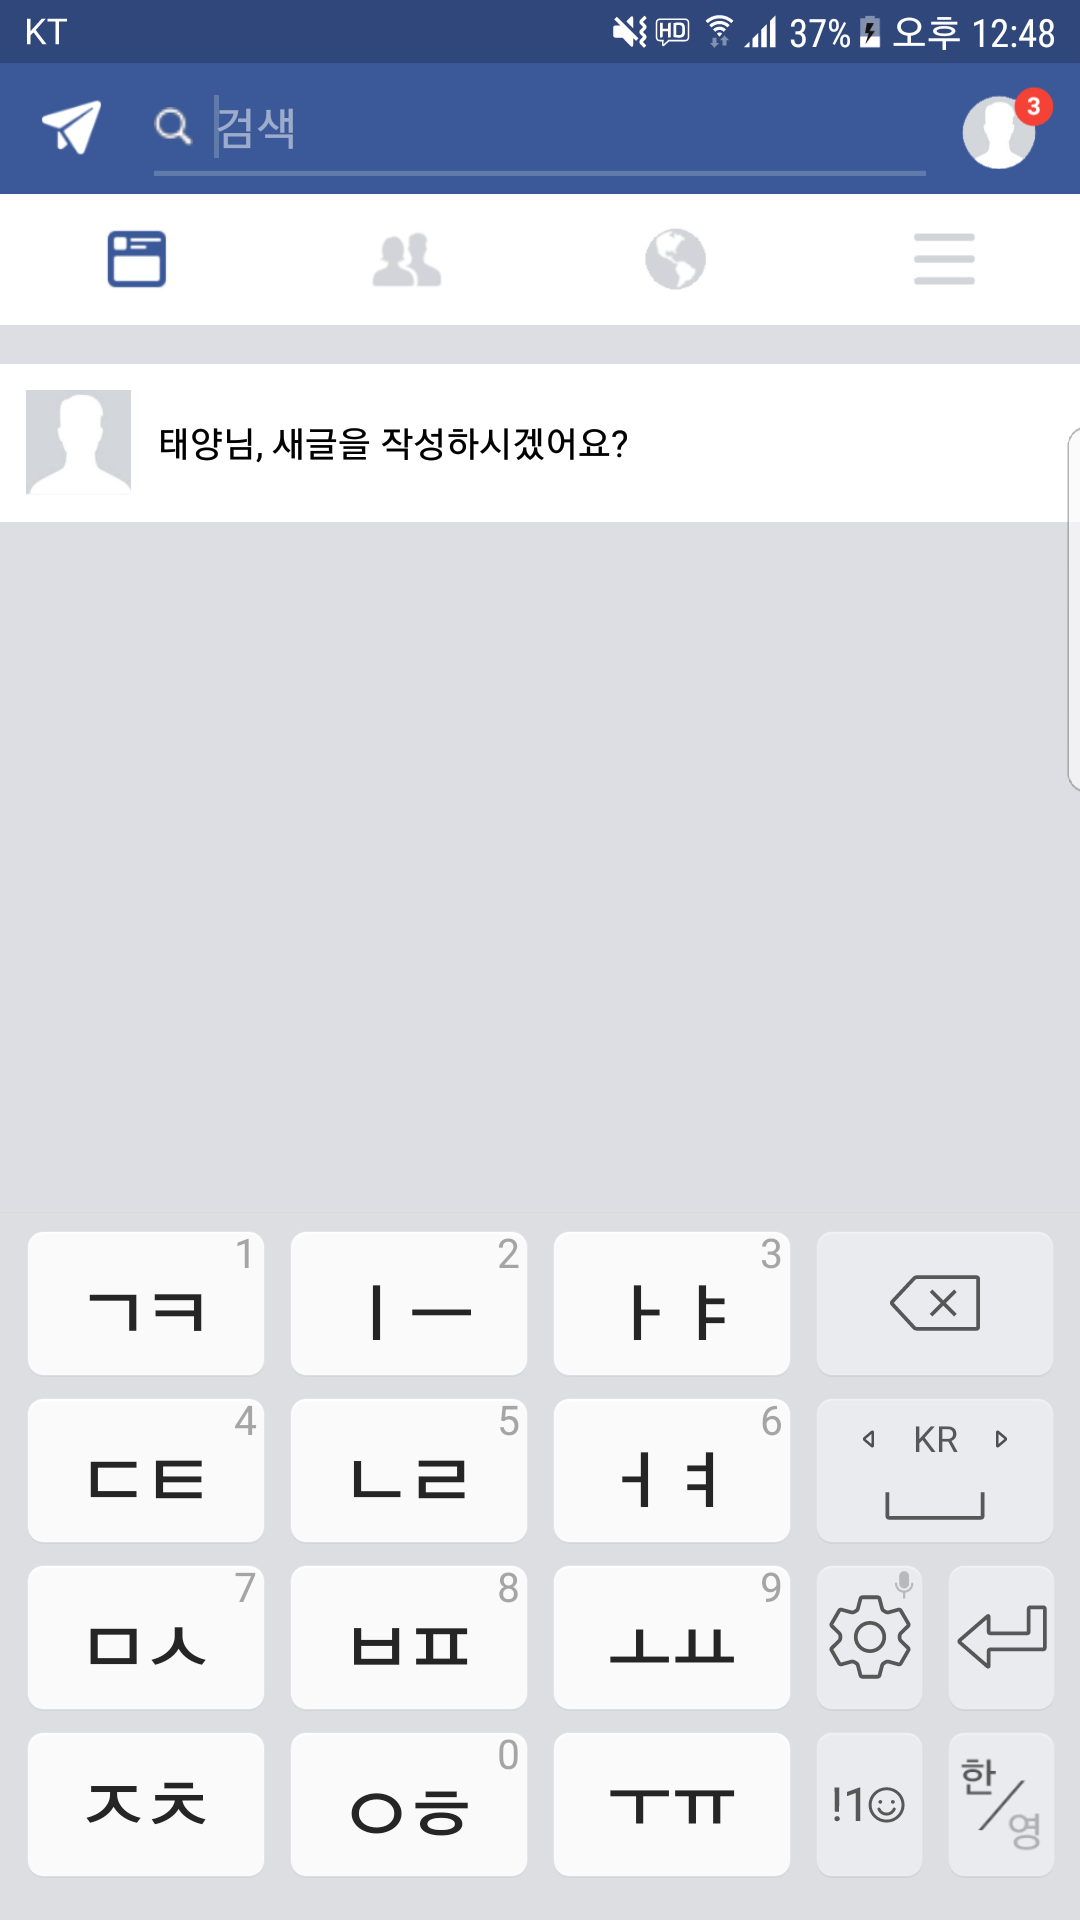 KT HD 37% 오후 12:48
검색 3
태양님, 새글을 작성하시겠어요?
1 2 3
ㄱㅋ ㅣㅡ ㅏㅑ
4 5 6
ㄷㅌ ㄴㄹ ㅓㅕ KR
7 8 9
ㅁㅅ ㅂㅍ ㅗㅛ
0
ㅈㅊ ㅇㅎ ㅜㅠ !1☺ 한/영